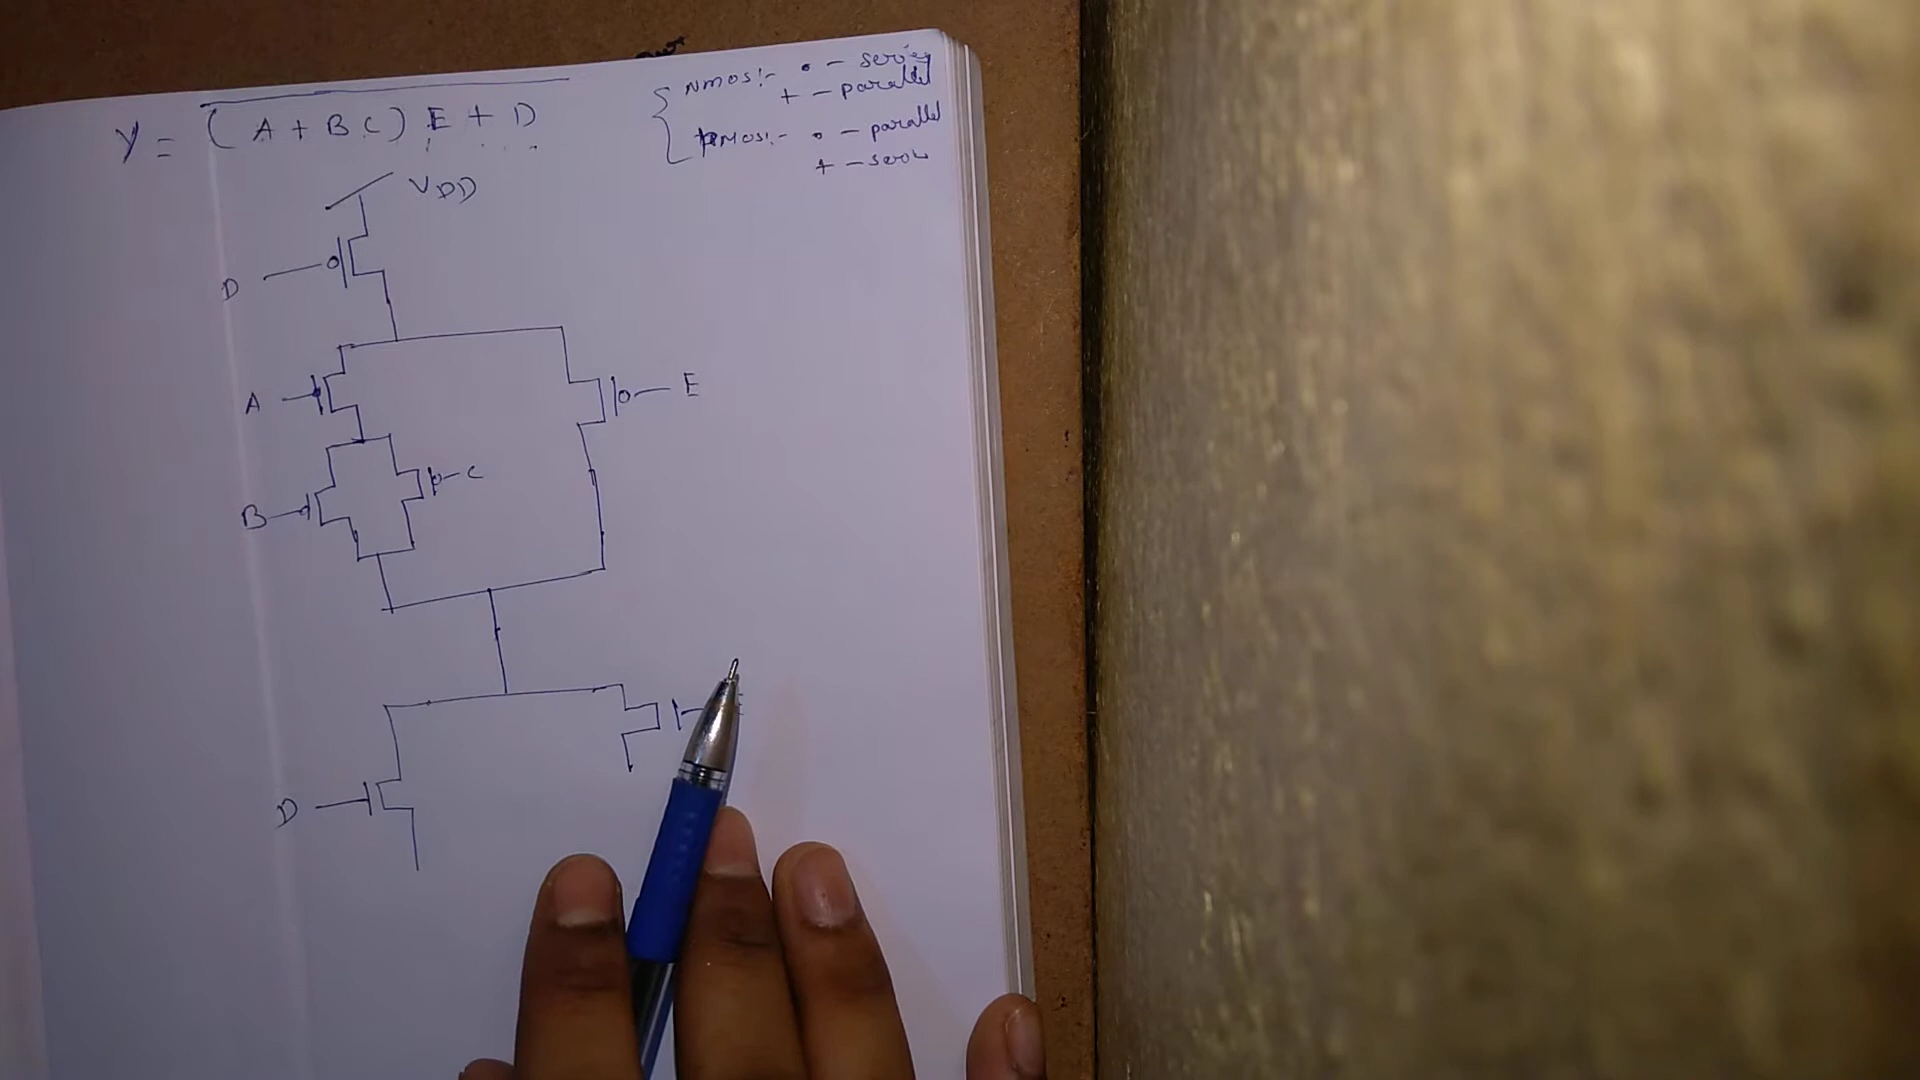 Y = (A + BC) E + D
NMOS:- • - series
+ - parallel
PMOS:- • - parallel
+ - series
VDD
D
A
E
C
B
D